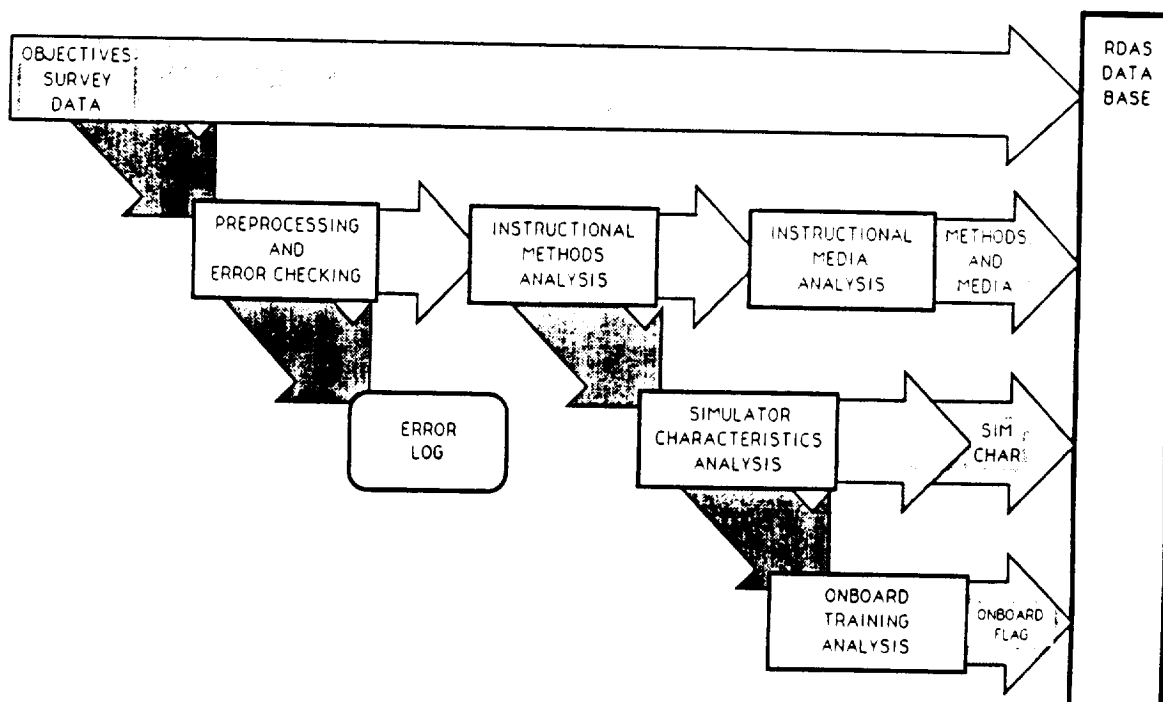 OBJECTIVES
SURVEY
DATA
RDAS
DATA
BASE
PREPROCESSING
AND
ERROR CHECKING
INSTRUCTIONAL
METHODS
ANALYSIS
INSTRUCTIONAL
MEDIA
ANALYSIS
METHODS
AND
MEDIA
ERROR
LOG
SIMULATOR
CHARACTERISTICS
ANALYSIS
SIM
CHAR
ONBOARD
TRAINING
ANALYSIS
ONBOARD
FLAG